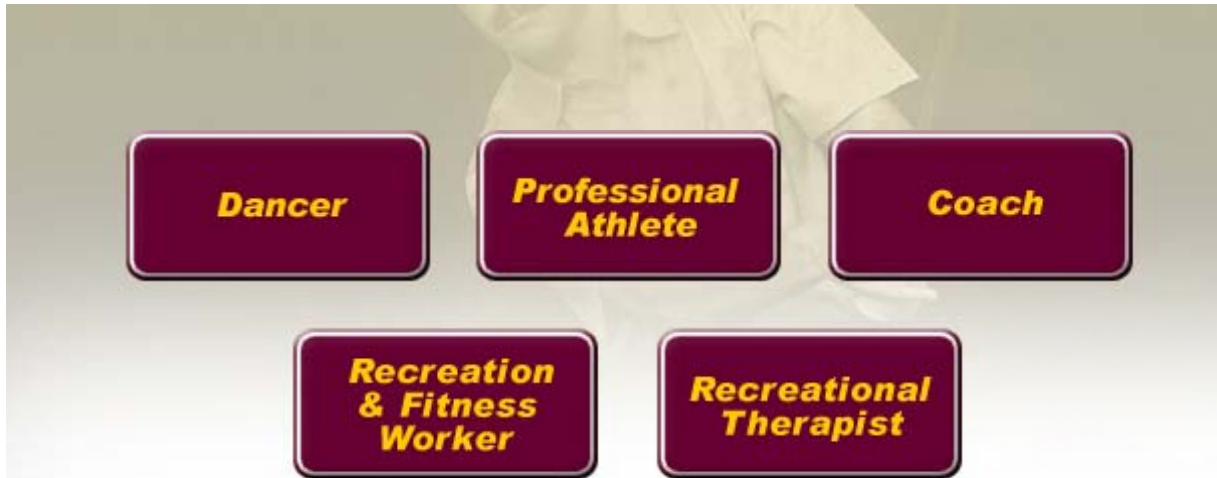 Dancer
Professional
Athlete
Coach
Recreation
& Fitness
Worker
Recreational
Therapist